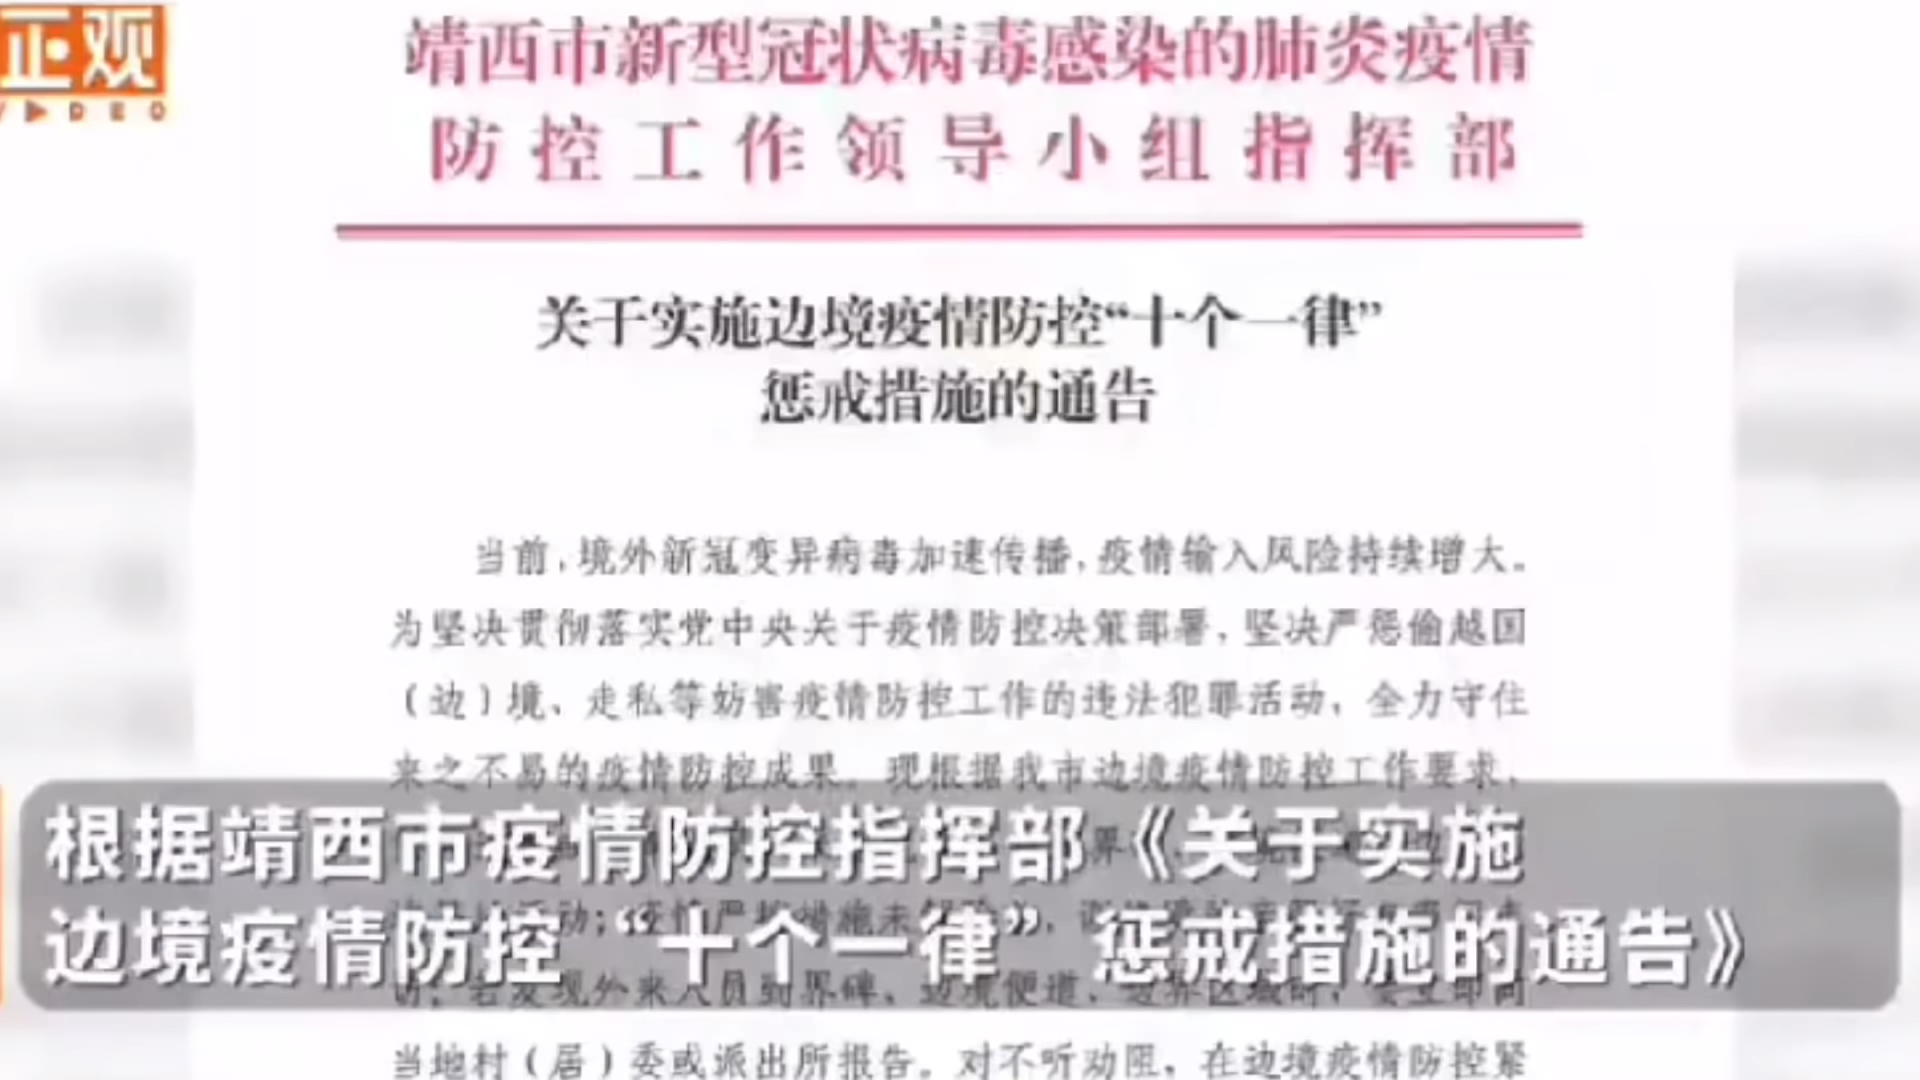 正观
VIDEO
靖西市新型冠状病毒感染的肺炎疫情
防控工作领导小组指挥部
关于实施边境疫情防控“十个一律”
惩戒措施的通告
当前，境外新冠变异病毒加速传播，疫情输入风险持续增大。
为坚决贯彻落实党中央关于疫情防控决策部署，坚决严惩偷越国
（边）境、走私等妨害疫情防控工作的违法犯罪活动，全力守住
来之不易的疫情防控成果。现根据我市边境疫情防控工作要求，
根据靖西市疫情防控指挥部《关于实施
边境疫情防控“十个一律”惩戒措施的通告》
当地村（居）委或派出所报告。对不听劝阻，在边境疫情防控紧